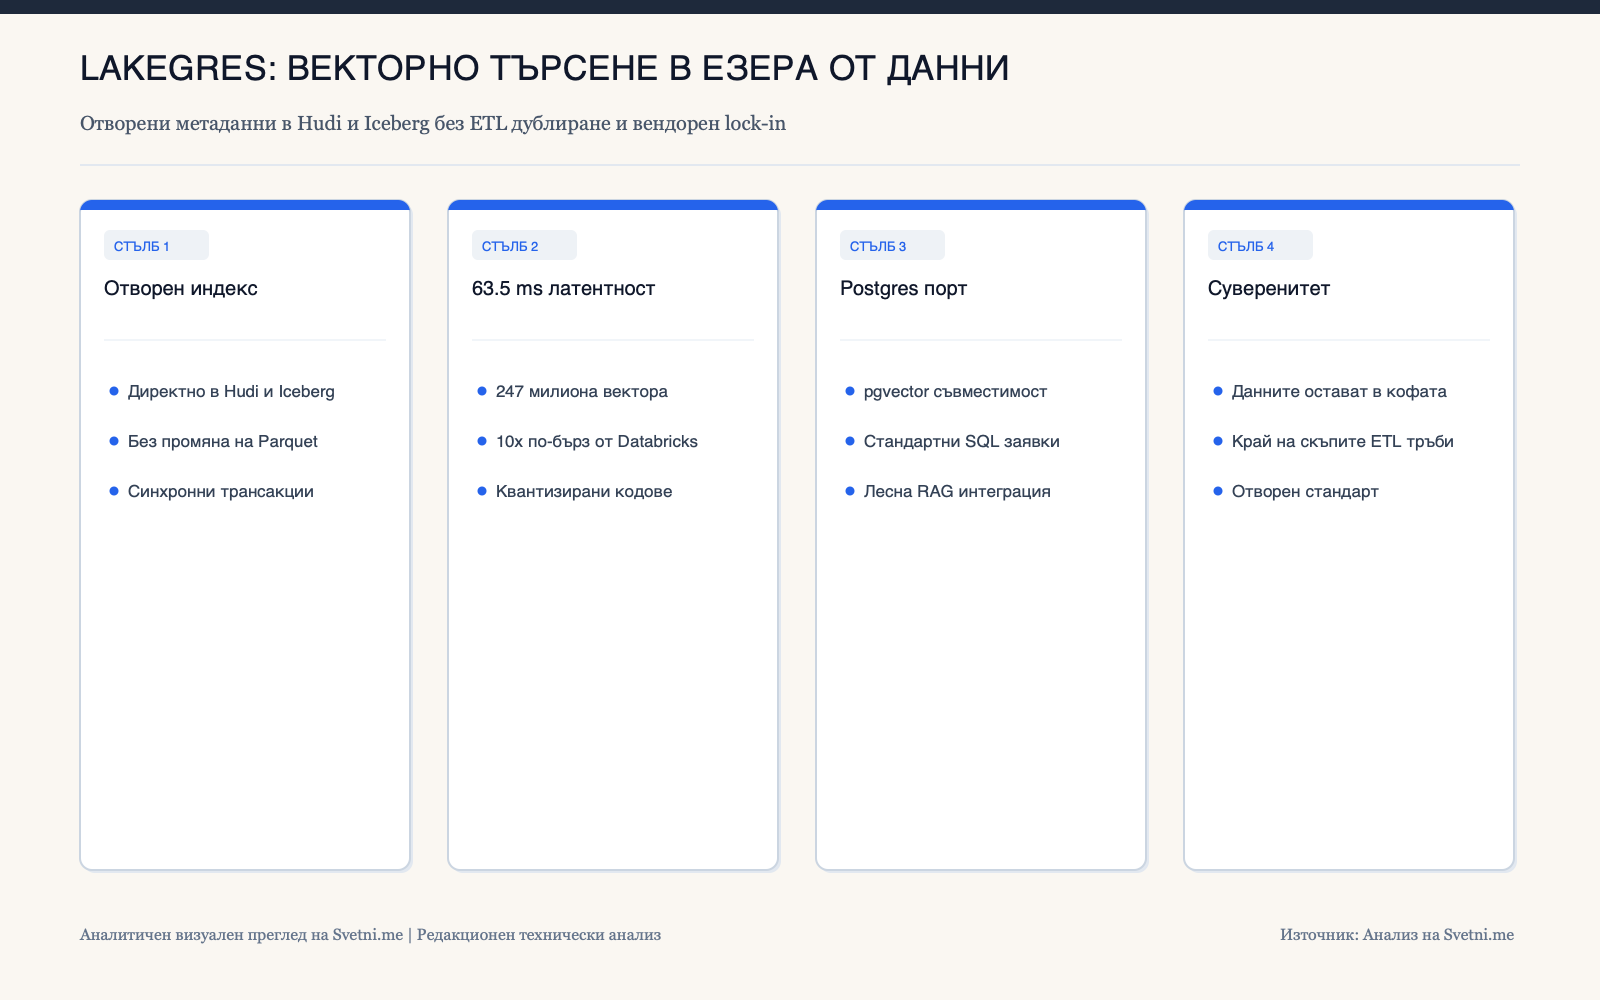 LAKEGRES: ВЕКТОРНО ТЪРСЕНЕ В ЕЗЕРА ОТ ДАННИ
Отворени метаданни в Hudi и Iceberg без ETL дублиране и вендорен lock-in
СТЪЛБ 1
Отворен индекс
Директно в Hudi и Iceberg
Без промяна на Parquet
Синхронни трансакции
СТЪЛБ 2
63.5 ms латентност
247 милиона вектора
10x по-бърз от Databricks
Квантизирани кодове
СТЪЛБ 3
Postgres порт
pgvector съвместимост
Стандартни SQL заявки
Лесна RAG интеграция
СТЪЛБ 4
Суверенитет
Данните остават в кофата
Край на скъпите ETL тръби
Отворен стандарт
Аналитичен визуален преглед на Svetni.me | Редакционен технически анализ
Източник: Анализ на Svetni.me